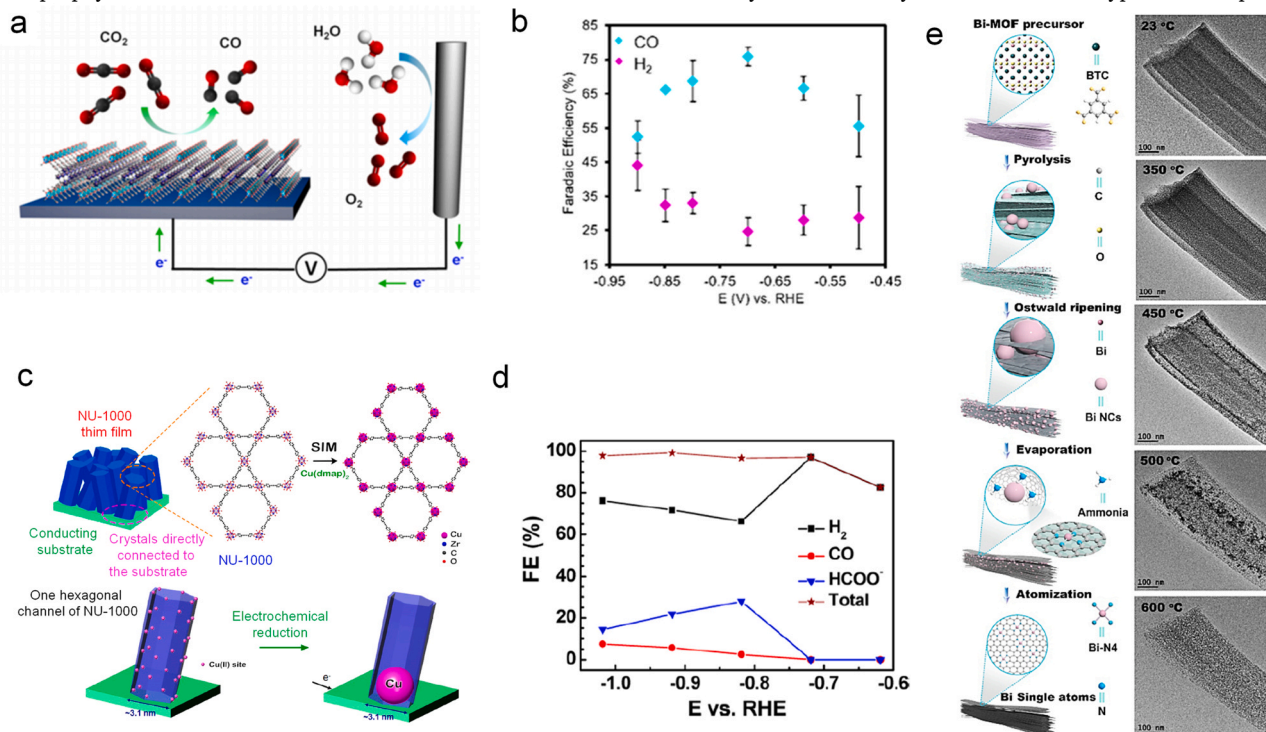 a
CO₂
CO
H₂O
O₂
V
e⁻
e⁻
e⁻
e⁻
b
CO
H₂
Faradaic Efficiency (%)
85
75
65
55
45
35
25
15
-0.95
-0.85
-0.75
-0.65
-0.55
-0.45
E (V) vs. RHE
c
NU-1000
thim film
Conducting
substrate
Crystals directly
connected to
the substrate
NU-1000
SIM
Cu(dmap)₂
Cu
Zr
C
O
One hexagonal
channel of NU-1000
Cu(II) site
~3.1 nm
Electrochemical
reduction
e⁻
Cu
~3.1 nm
d
FE (%)
100
80
60
40
20
0
H₂
CO
HCOO⁻
Total
-1.0
-0.9
-0.8
-0.7
-0.6
E vs. RHE
e
Bi-MOF precursor
BTC
Pyrolysis
C
O
Ostwald ripening
Bi
Bi NCs
Evaporation
Ammonia
Atomization
Bi-N4
Bi Single atoms
N
23 °C
100 nm
350 °C
100 nm
450 °C
100 nm
500 °C
100 nm
600 °C
100 nm